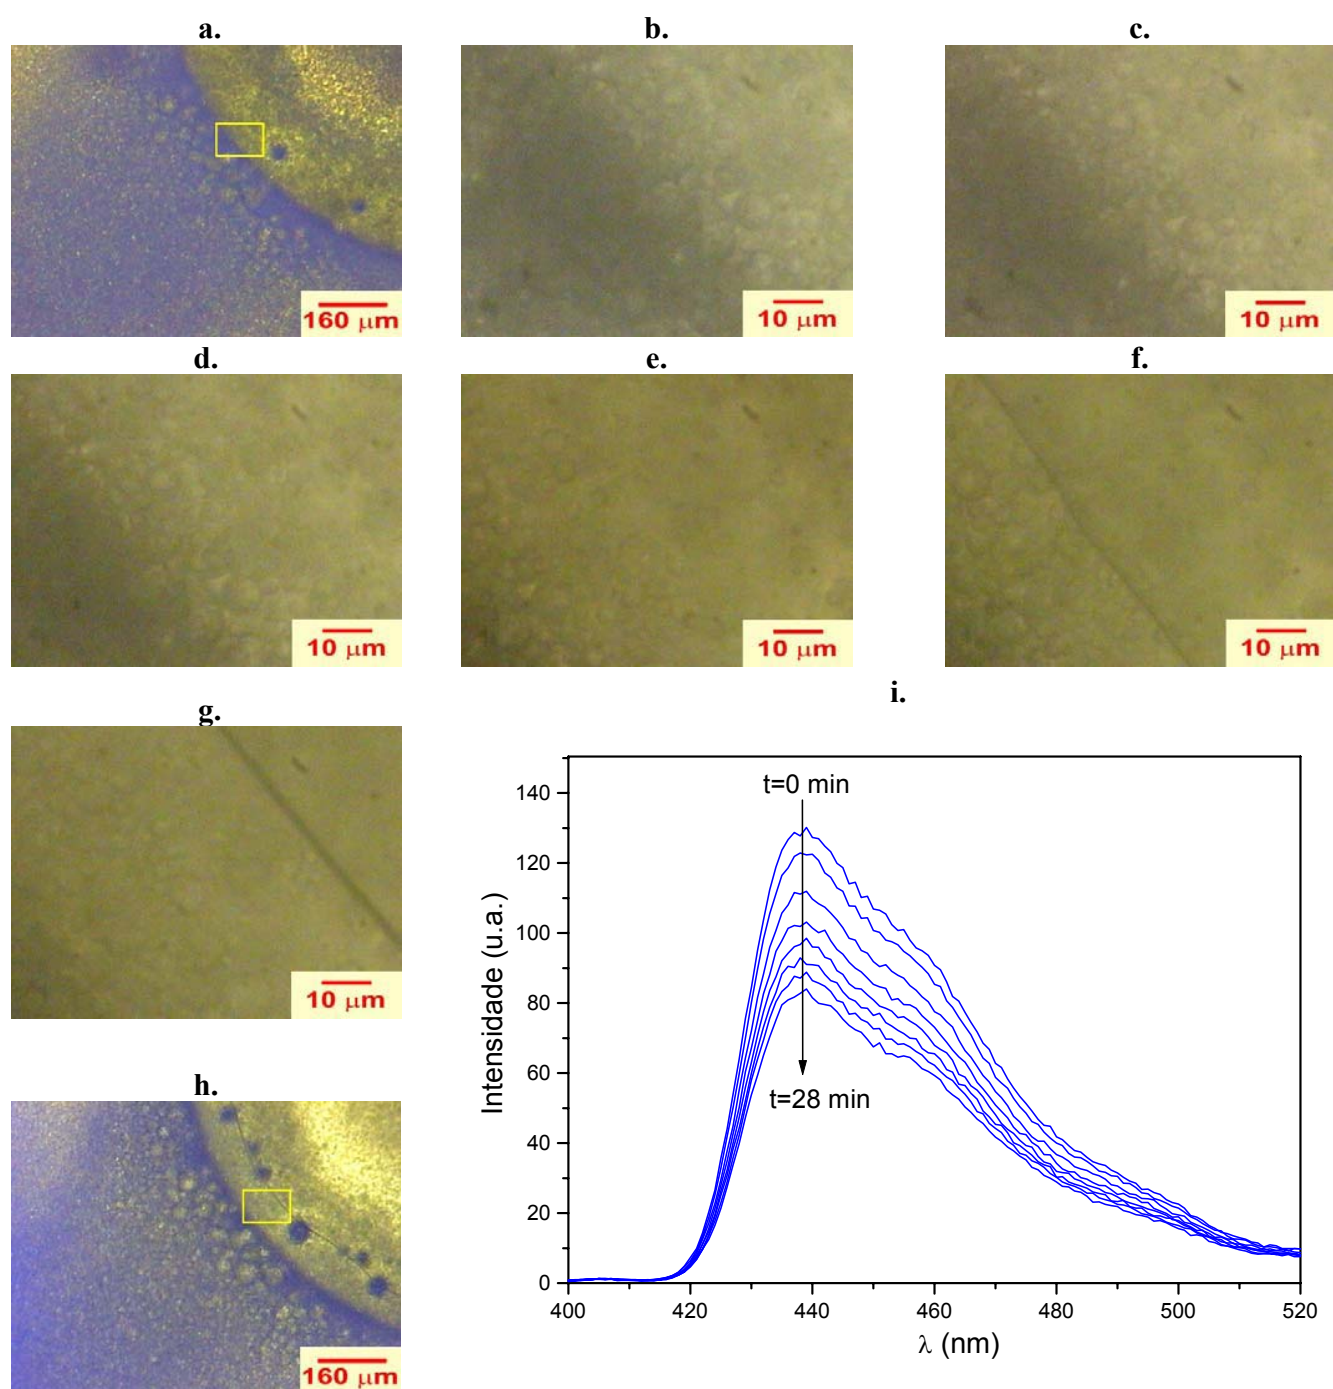 a.
b.
c.
160 μm
10 μm
10 μm
d.
e.
f.
10 μm
10 μm
10 μm
g.
i.
10 μm
h.
160 μm
t=0 min
t=28 min
Intensidade (u.a.)
140
120
100
80
60
40
20
0
400
420
440
460
480
500
520
λ (nm)